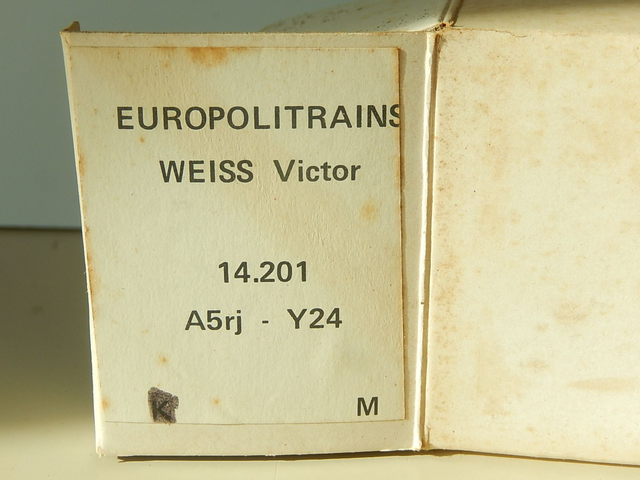 EUROPOLITRAINS
WEISS Victor
14.201
A5rj - Y24
K M